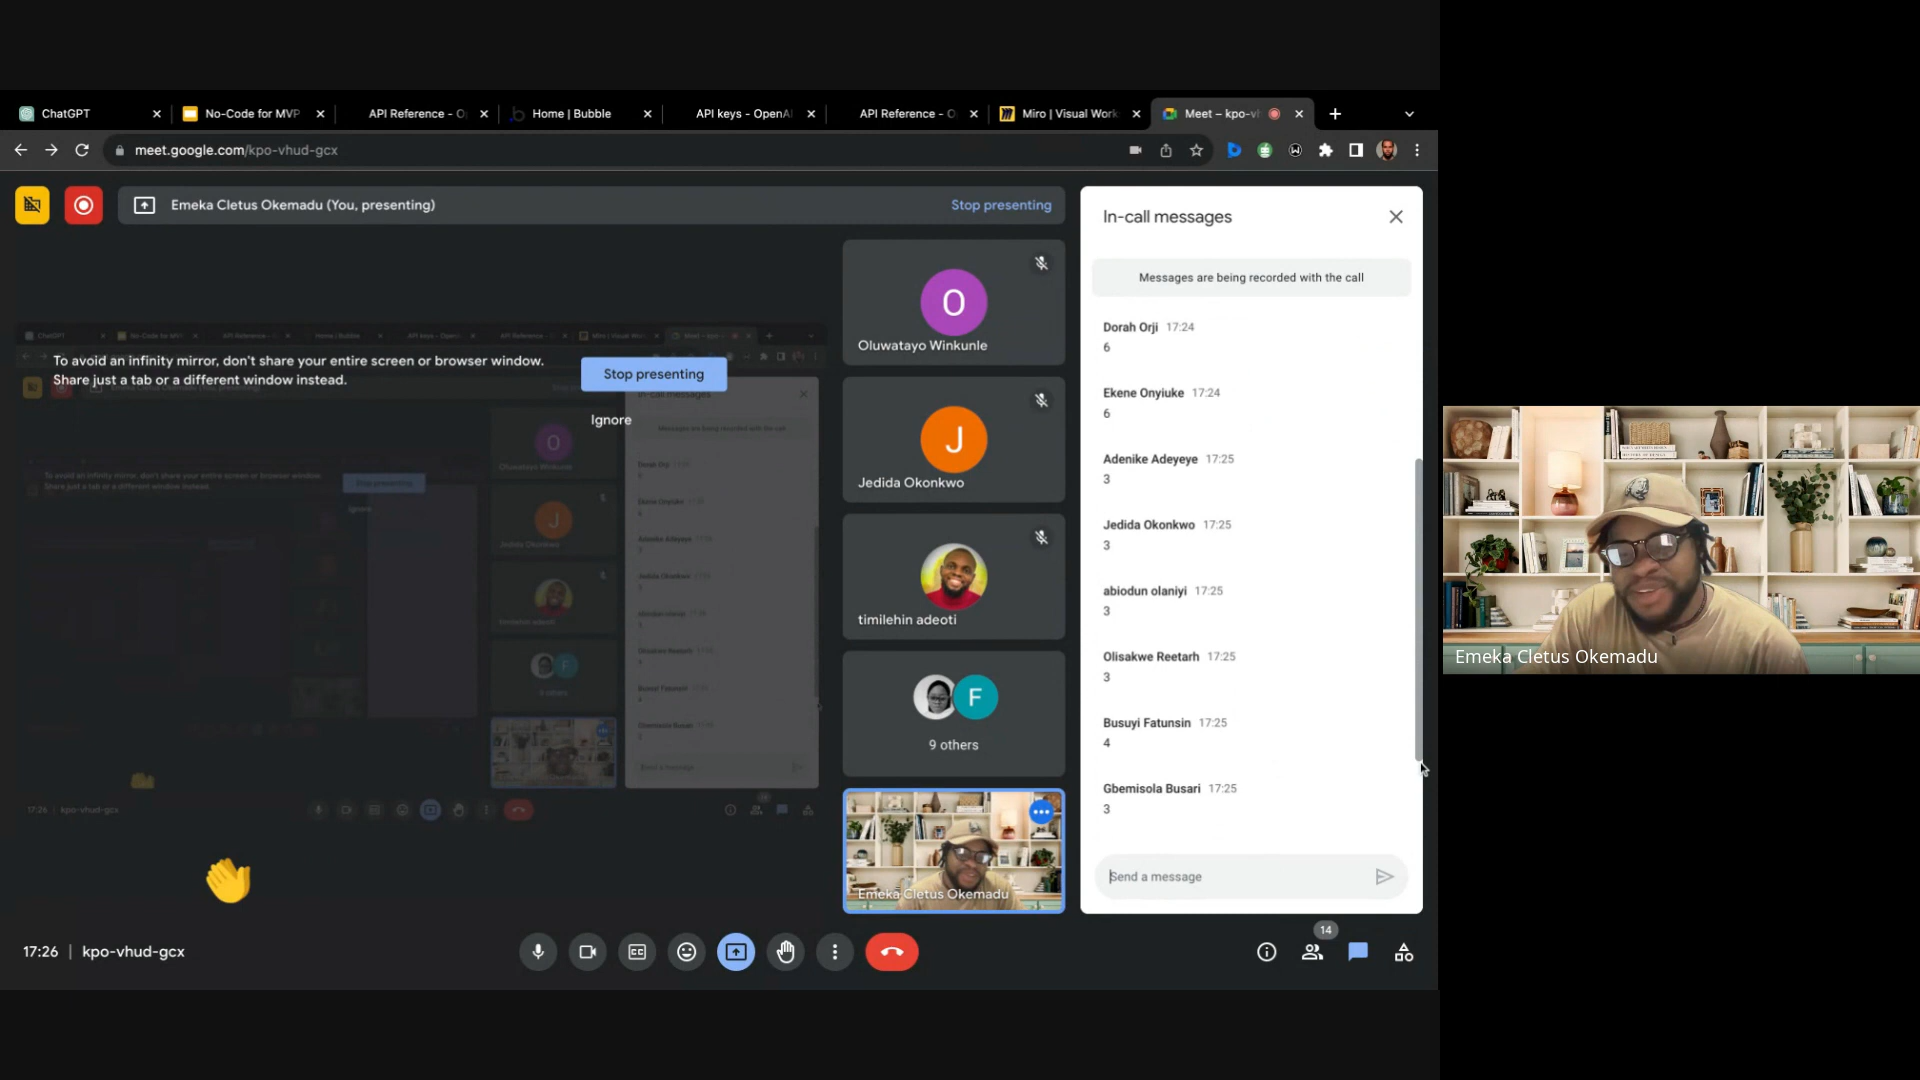 ChatGPT
No-Code for MVP
API Reference - O
Home | Bubble
API keys - OpenAI
API Reference - O
Miro | Visual Work
Meet – kpo-v
meet.google.com/kpo-vhud-gcx
Emeka Cletus Okemadu (You, presenting)
Stop presenting
To avoid an infinity mirror, don't share your entire screen or browser window.
Share just a tab or a different window instead.
Stop presenting
Ignore
O
Oluwatayo Winkunle
J
Jedida Okonkwo
timilehin adeoti
F
9 others
Emeka Cletus Okemadu
In-call messages
Messages are being recorded with the call
Dorah Orji 17:24
6
Ekene Onyiuke 17:24
6
Adenike Adeyeye 17:25
3
Jedida Okonkwo 17:25
3
abiodun olaniyi 17:25
3
Olisakwe Reetarh 17:25
3
Busuyi Fatunsin 17:25
4
Gbemisola Busari 17:25
3
Send a message
17:26 | kpo-vhud-gcx
14
Emeka Cletus Okemadu